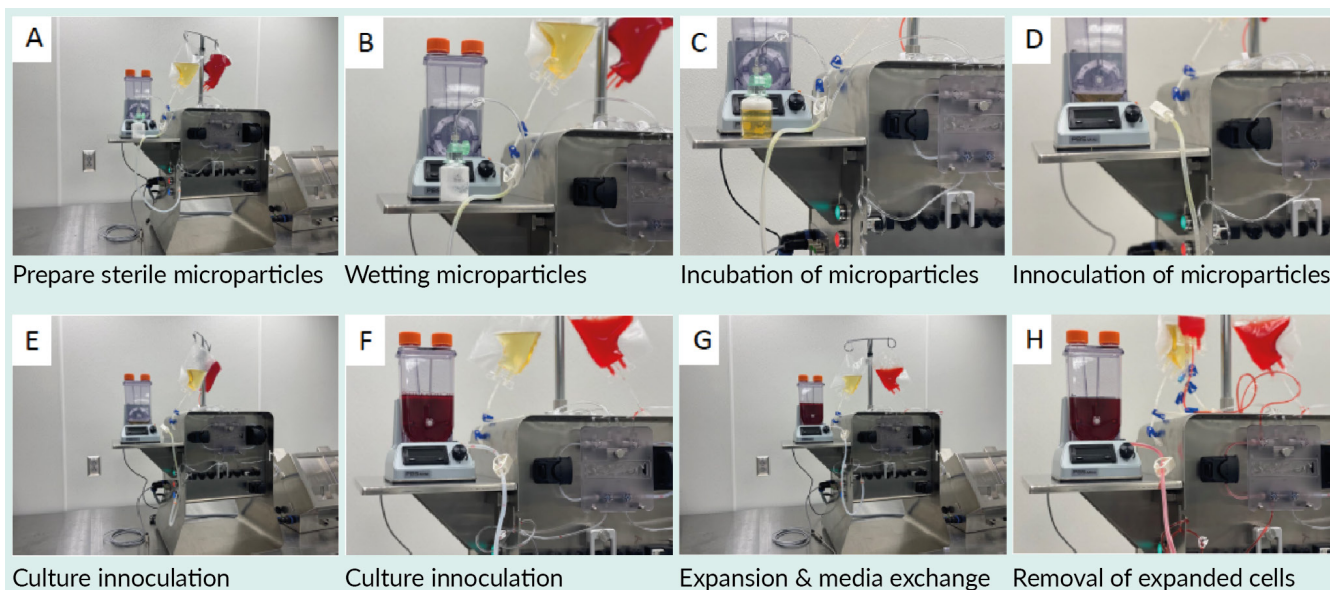 A
B
C
D
Prepare sterile microparticles
Wetting microparticles
Incubation of microparticles
Innoculation of microparticles
E
F
G
H
Culture innoculation
Culture innoculation
Expansion & media exchange
Removal of expanded cells